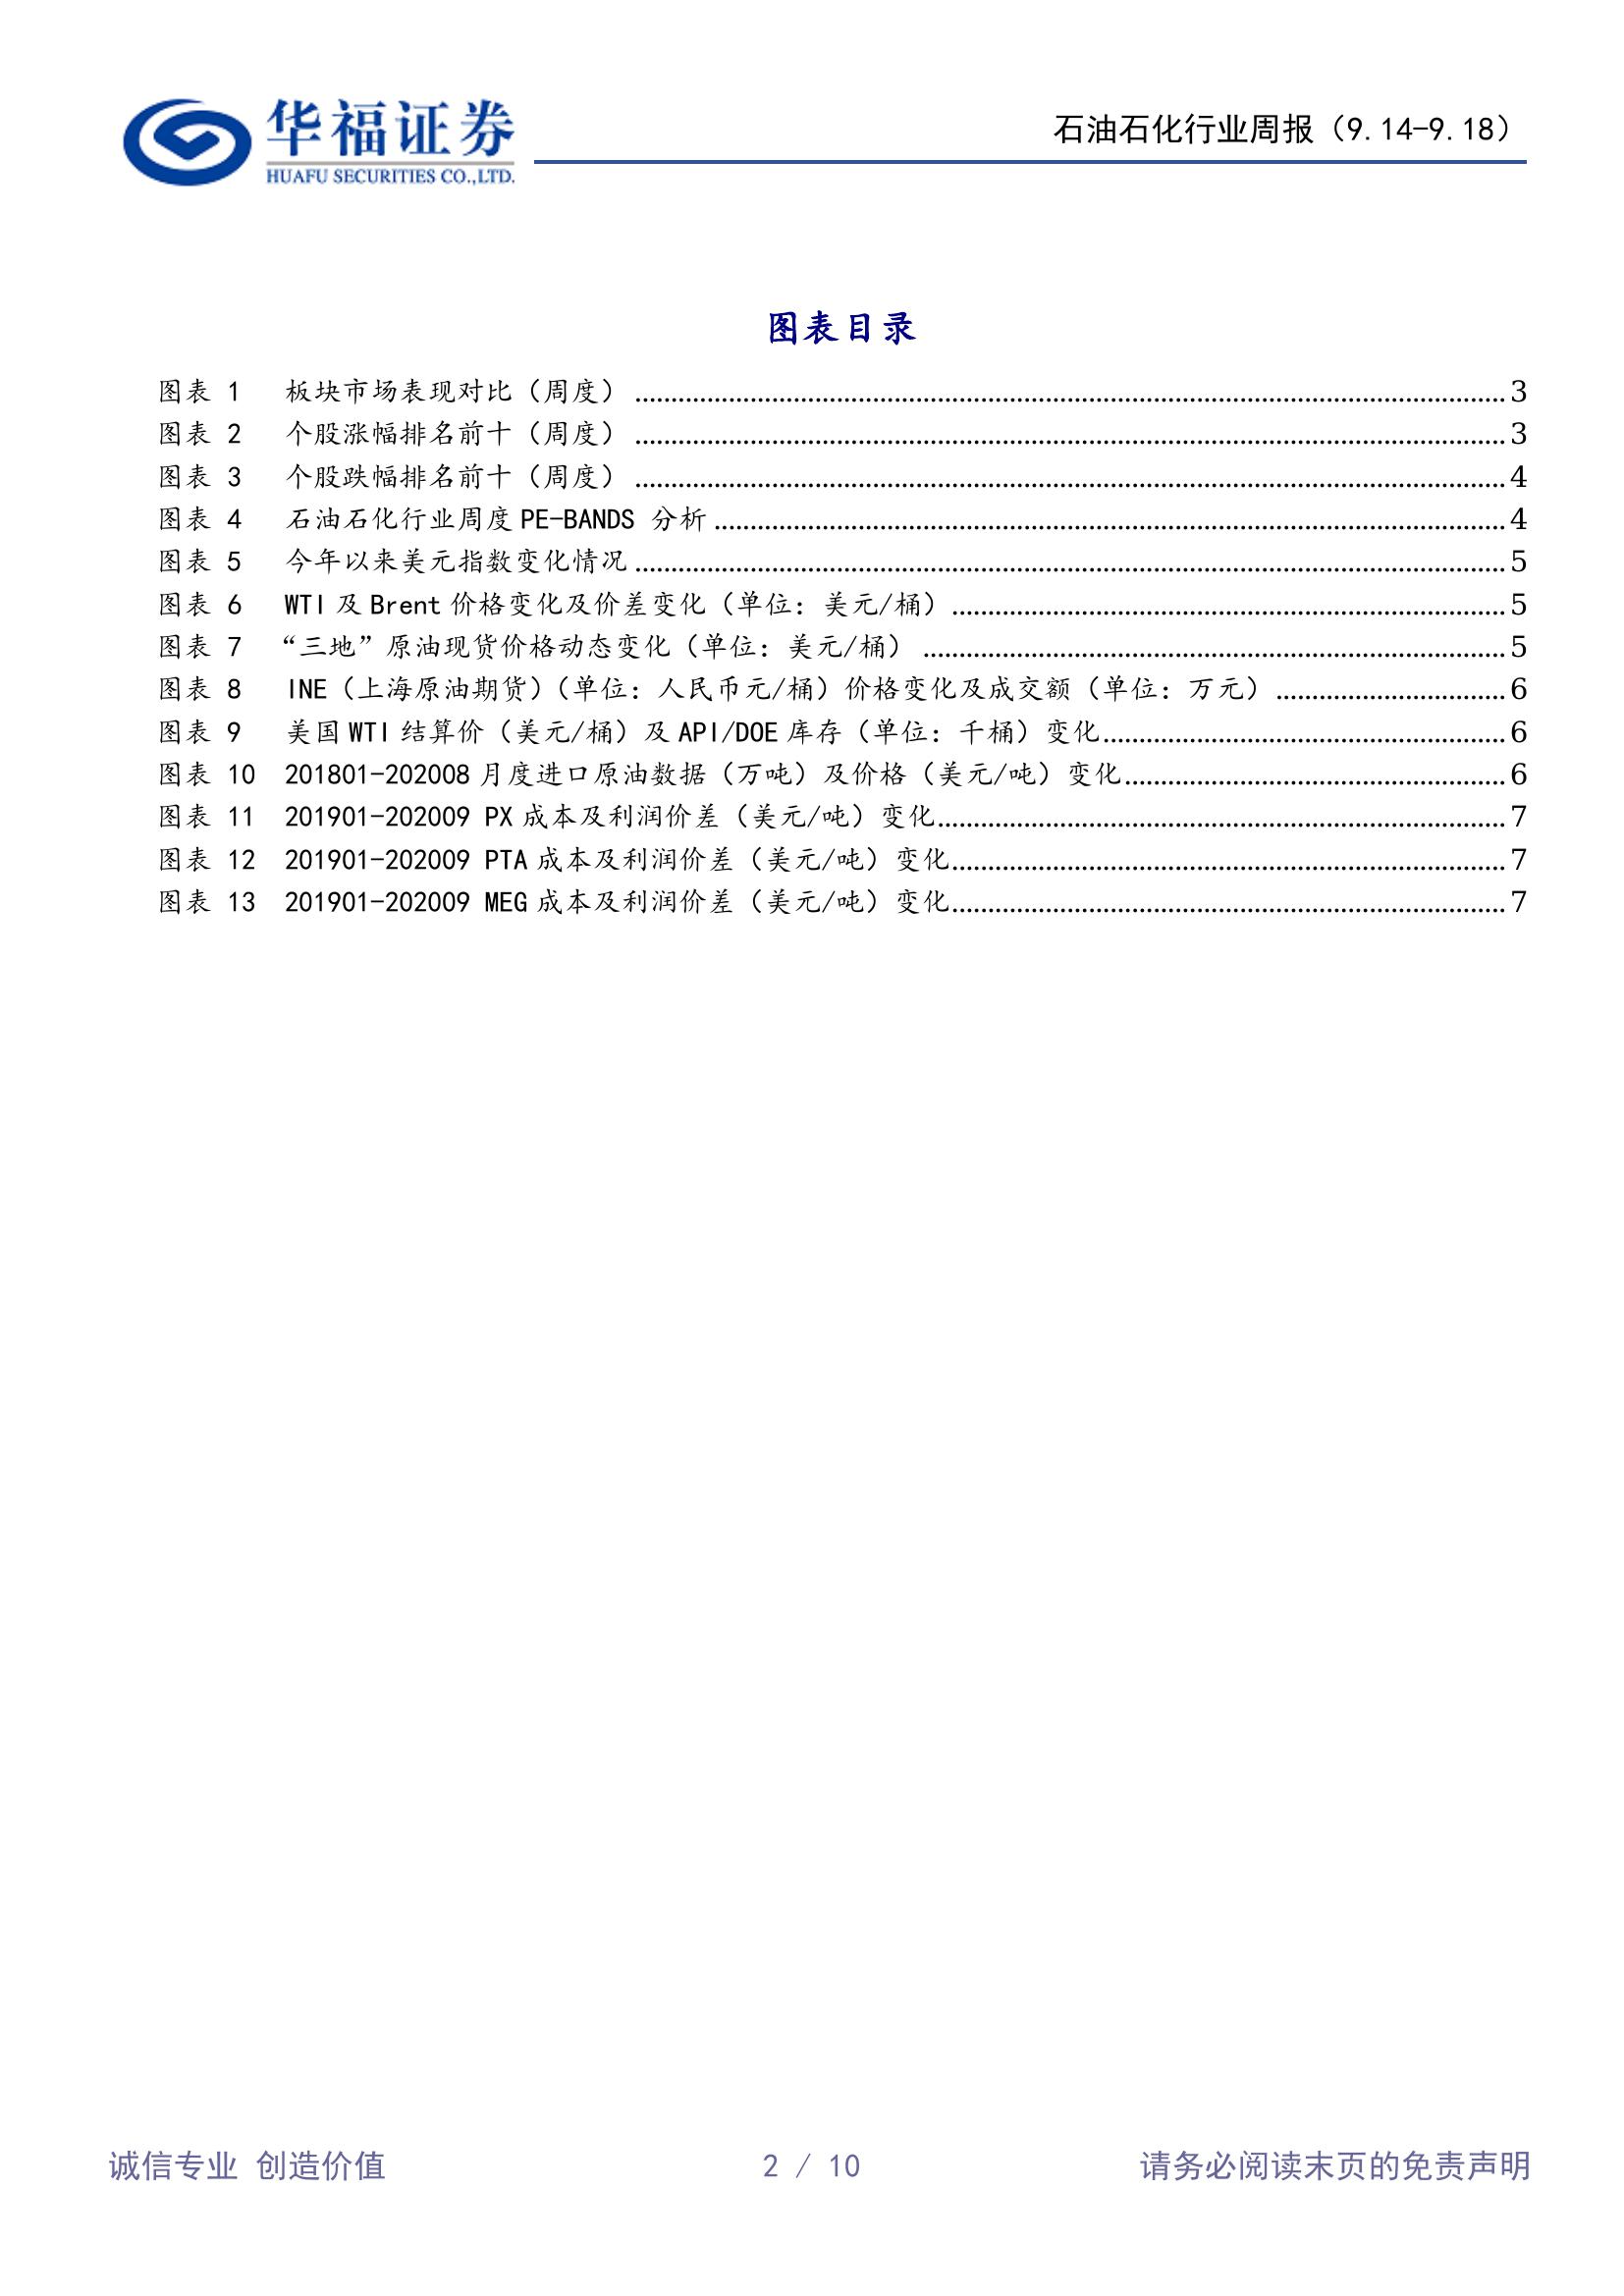 华福证券
HUAFU SECURITIES CO.,LTD.
石油石化行业周报（9.14-9.18）
图表目录
图表 1 板块市场表现对比（周度）..........3
图表 2 个股涨幅排名前十（周度）..........3
图表 3 个股跌幅排名前十（周度）..........4
图表 4 石油石化行业周度 PE-BANDS 分析..........4
图表 5 今年以来美元指数变化情况..........5
图表 6 WTI 及 Brent 价格变化及价差变化（单位：美元/桶）..........5
图表 7 “三地”原油现货价格动态变化（单位：美元/桶）..........5
图表 8 INE（上海原油期货）（单位：人民币元/桶）价格变化及成交额（单位：万元）..........6
图表 9 美国 WTI 结算价（美元/桶）及 API/DOE 库存（单位：千桶）变化..........6
图表 10 201801-202008 月度进口原油数据（万吨）及价格（美元/吨）变化..........6
图表 11 201901-202009 PX 成本及利润价差（美元/吨）变化..........7
图表 12 201901-202009 PTA 成本及利润价差（美元/吨）变化..........7
图表 13 201901-202009 MEG 成本及利润价差（美元/吨）变化..........7
诚信专业 创造价值
2 / 10
请务必阅读末页的免责声明